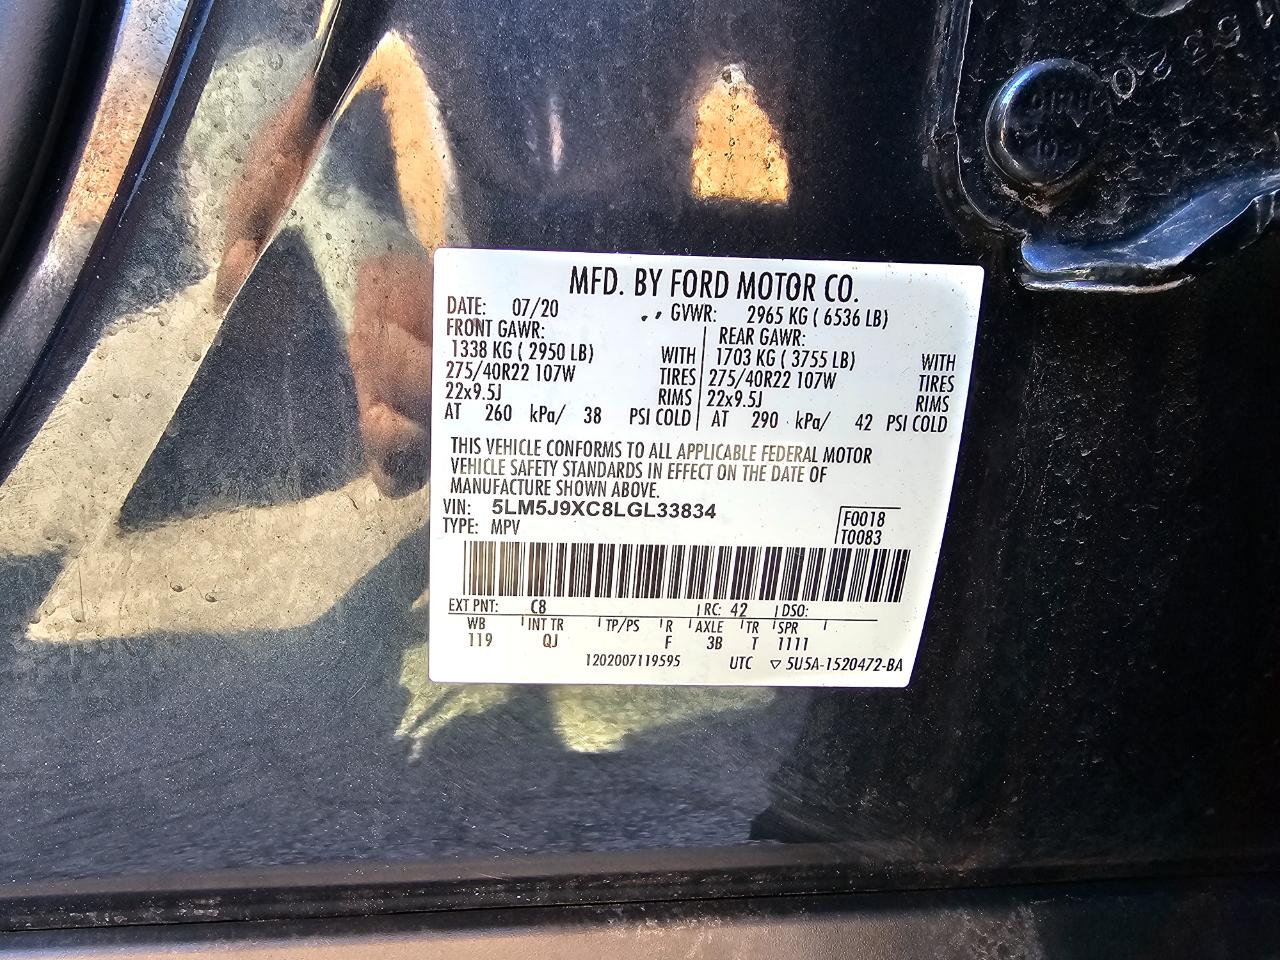 MFD. BY FORD MOTOR CO.
DATE: 07/20 GVWR: 2965 KG ( 6536 LB)
FRONT GAWR: REAR GAWR:
1338 KG ( 2950 LB) WITH 1703 KG ( 3755 LB) WITH
275/40R22 107W TIRES 275/40R22 107W TIRES
22x9.5J RIMS 22x9.5J RIMS
AT 260 kPa/ 38 PSI COLD AT 290 kPa/ 42 PSI COLD
THIS VEHICLE CONFORMS TO ALL APPLICABLE FEDERAL MOTOR
VEHICLE SAFETY STANDARDS IN EFFECT ON THE DATE OF
MANUFACTURE SHOWN ABOVE.
VIN: 5LM5J9XC8LGL33834 F0018
TYPE: MPV T0083
EXT PNT: C8 RC: 42 DSO:
WB INT TR TP/PS R AXLE TR SPR
119 QJ F 3B T 1111
1202007119595 UTC ▽ 5U5A-1520472-BA